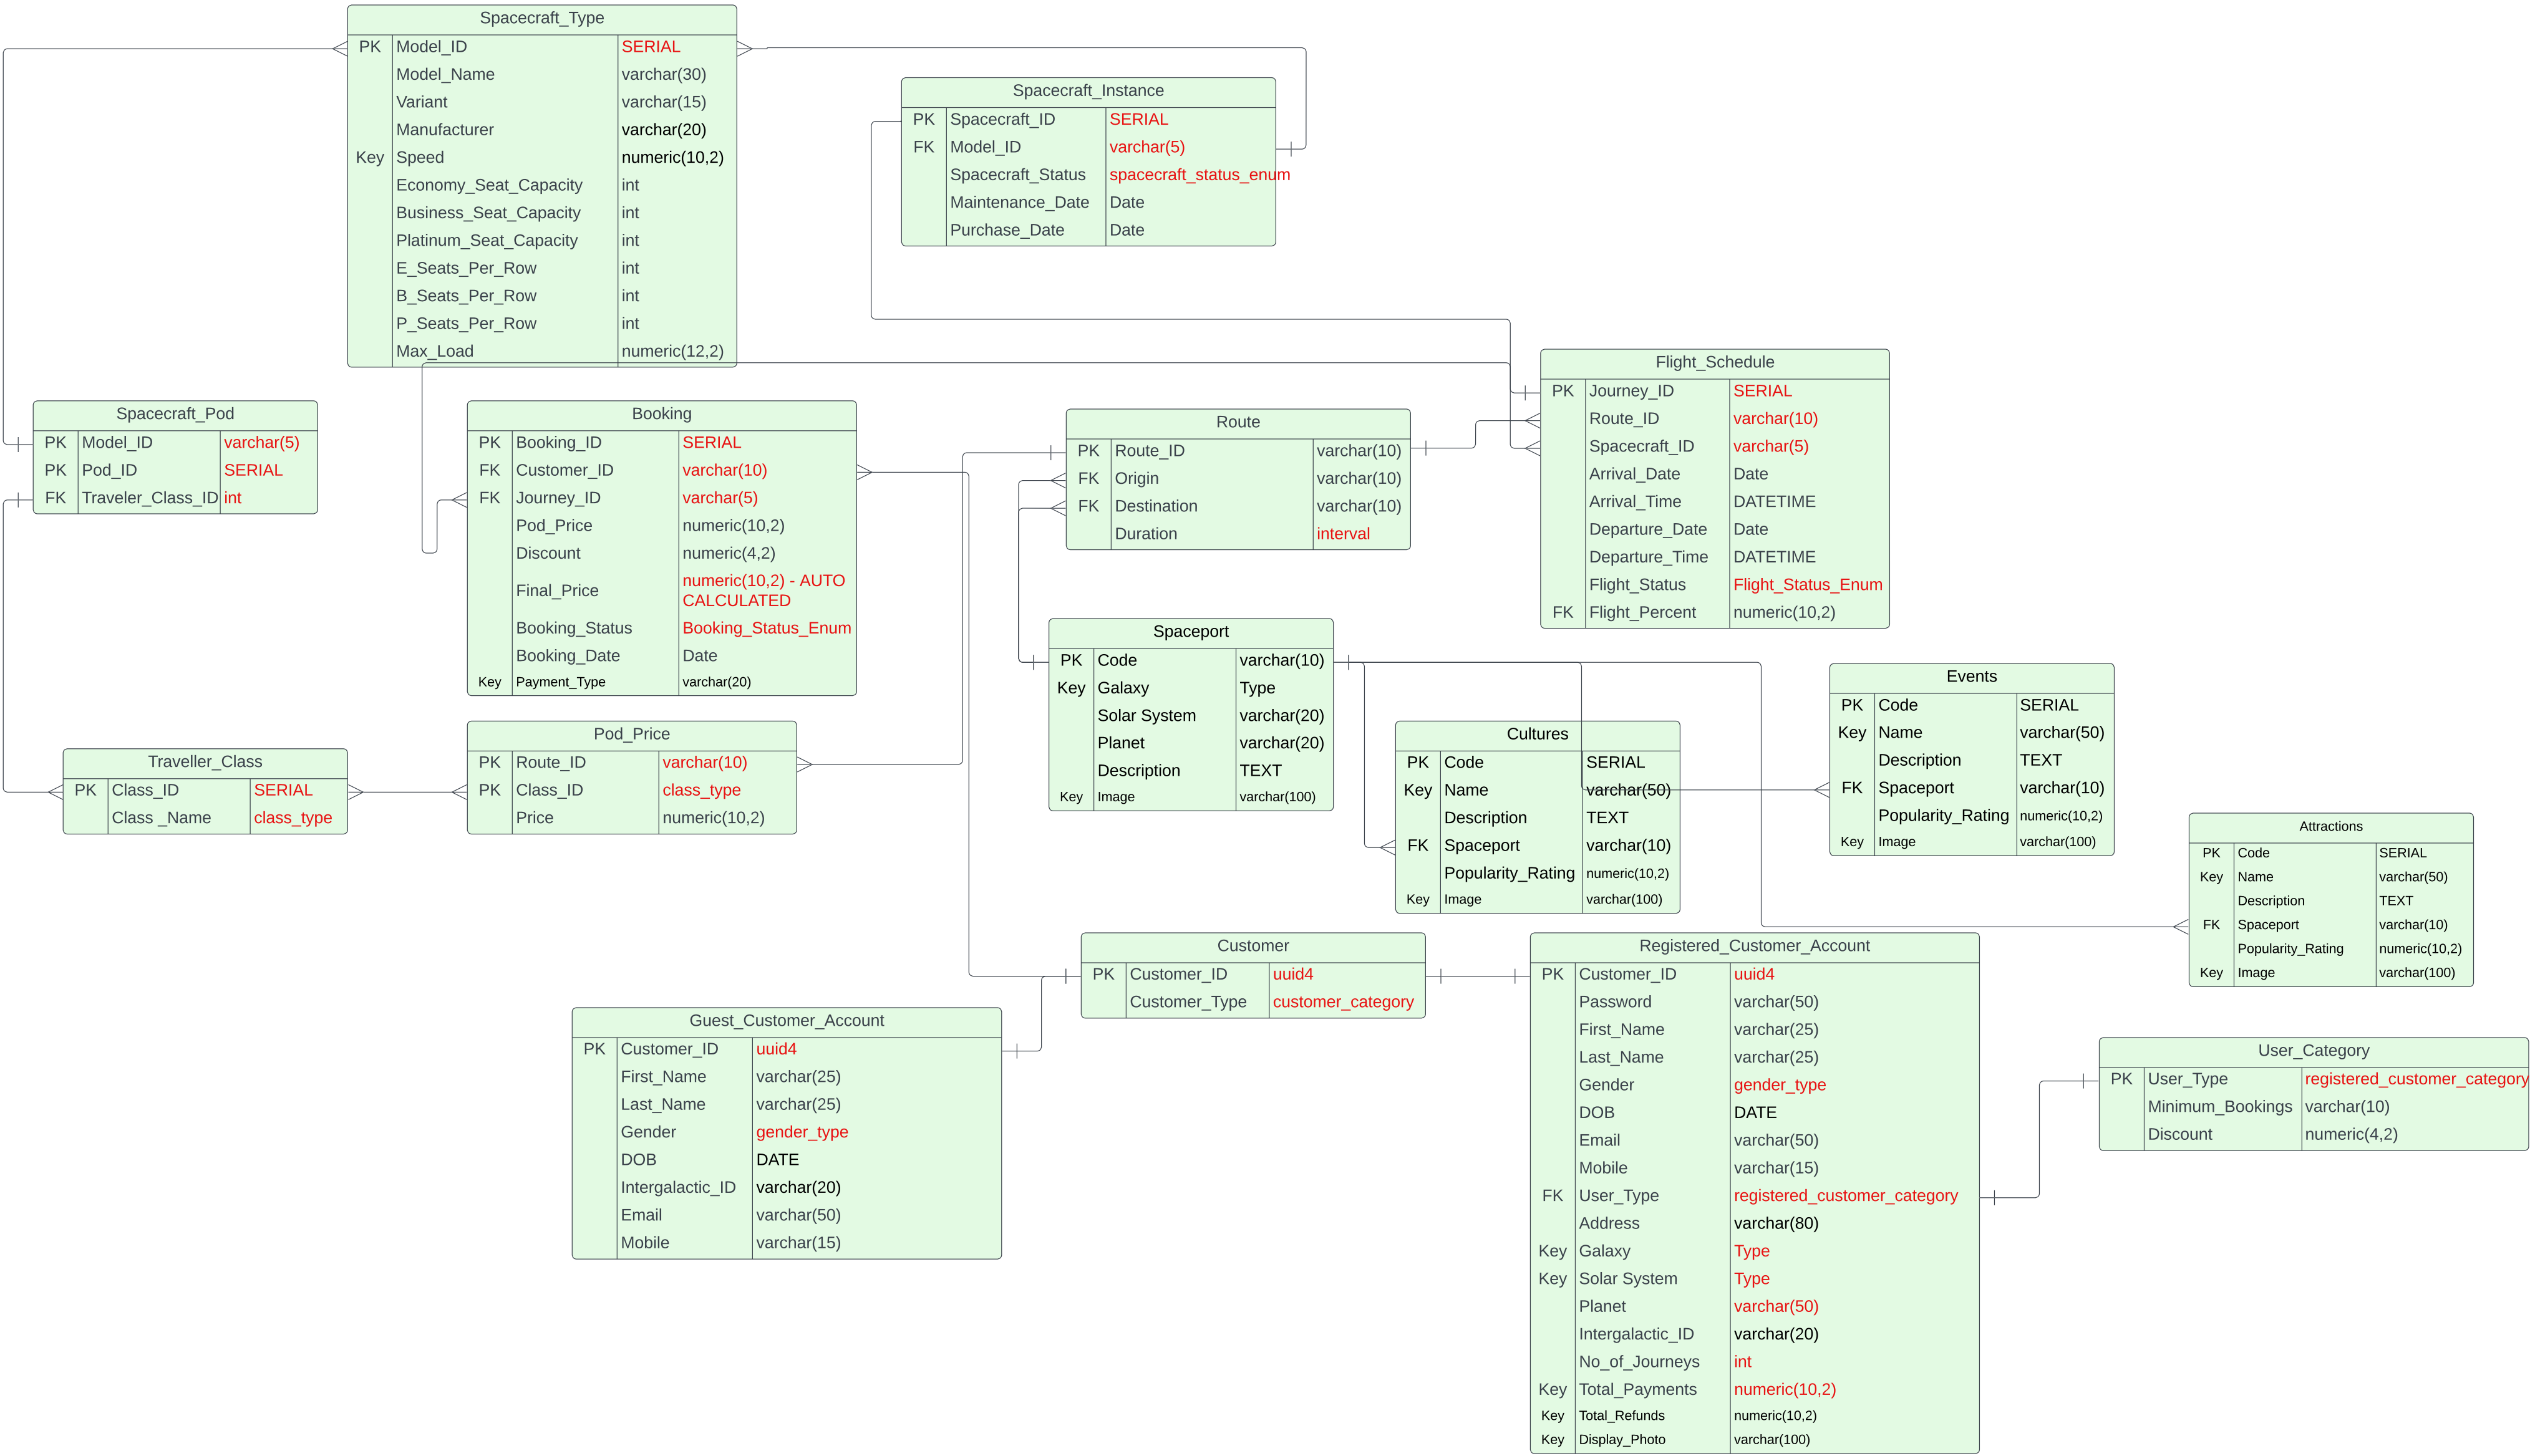 Spacecraft_Type
PK Model_ID SERIAL
Model_Name varchar(30)
Variant varchar(15)
Manufacturer varchar(20)
Key Speed numeric(10,2)
Economy_Seat_Capacity int
Business_Seat_Capacity int
Platinum_Seat_Capacity int
E_Seats_Per_Row int
B_Seats_Per_Row int
P_Seats_Per_Row int
Max_Load numeric(12,2)
Spacecraft_Instance
PK Spacecraft_ID SERIAL
FK Model_ID varchar(5)
Spacecraft_Status spacecraft_status_enum
Maintenance_Date Date
Purchase_Date Date
Flight_Schedule
PK Journey_ID SERIAL
Route_ID varchar(10)
Spacecraft_ID varchar(5)
Arrival_Date Date
Arrival_Time DATETIME
Departure_Date Date
Departure_Time DATETIME
Flight_Status Flight_Status_Enum
FK Flight_Percent numeric(10,2)
Spacecraft_Pod
PK Model_ID varchar(5)
PK Pod_ID SERIAL
FK Traveler_Class_ID int
Booking
PK Booking_ID SERIAL
FK Customer_ID varchar(10)
FK Journey_ID varchar(5)
Pod_Price numeric(10,2)
Discount numeric(4,2)
Final_Price numeric(10,2) - AUTO
CALCULATED
Booking_Status Booking_Status_Enum
Booking_Date Date
Key Payment_Type varchar(20)
Route
PK Route_ID varchar(10)
FK Origin varchar(10)
FK Destination varchar(10)
Duration interval
Spaceport
PK Code varchar(10)
Key Galaxy Type
Solar System varchar(20)
Planet varchar(20)
Description TEXT
Key Image varchar(100)
Events
PK Code SERIAL
Key Name varchar(50)
Description TEXT
FK Spaceport varchar(10)
Popularity_Rating numeric(10,2)
Key Image varchar(100)
Traveller_Class
PK Class_ID SERIAL
Class _Name class_type
Pod_Price
PK Route_ID varchar(10)
PK Class_ID class_type
Price numeric(10,2)
Cultures
PK Code SERIAL
Key Name varchar(50)
Description TEXT
FK Spaceport varchar(10)
Popularity_Rating numeric(10,2)
Key Image varchar(100)
Attractions
PK Code SERIAL
Key Name varchar(50)
Description TEXT
FK Spaceport varchar(10)
Popularity_Rating numeric(10,2)
Key Image varchar(100)
Customer
PK Customer_ID uuid4
Customer_Type customer_category
Registered_Customer_Account
PK Customer_ID uuid4
Password varchar(50)
First_Name varchar(25)
Last_Name varchar(25)
Gender gender_type
DOB DATE
Email varchar(50)
Mobile varchar(15)
FK User_Type registered_customer_category
Address varchar(80)
Key Galaxy Type
Key Solar System Type
Planet varchar(50)
Intergalactic_ID varchar(20)
No_of_Journeys int
Key Total_Payments numeric(10,2)
Key Total_Refunds numeric(10,2)
Key Display_Photo varchar(100)
Guest_Customer_Account
PK Customer_ID uuid4
First_Name varchar(25)
Last_Name varchar(25)
Gender gender_type
DOB DATE
Intergalactic_ID varchar(20)
Email varchar(50)
Mobile varchar(15)
User_Category
PK User_Type registered_customer_category
Minimum_Bookings varchar(10)
Discount numeric(4,2)